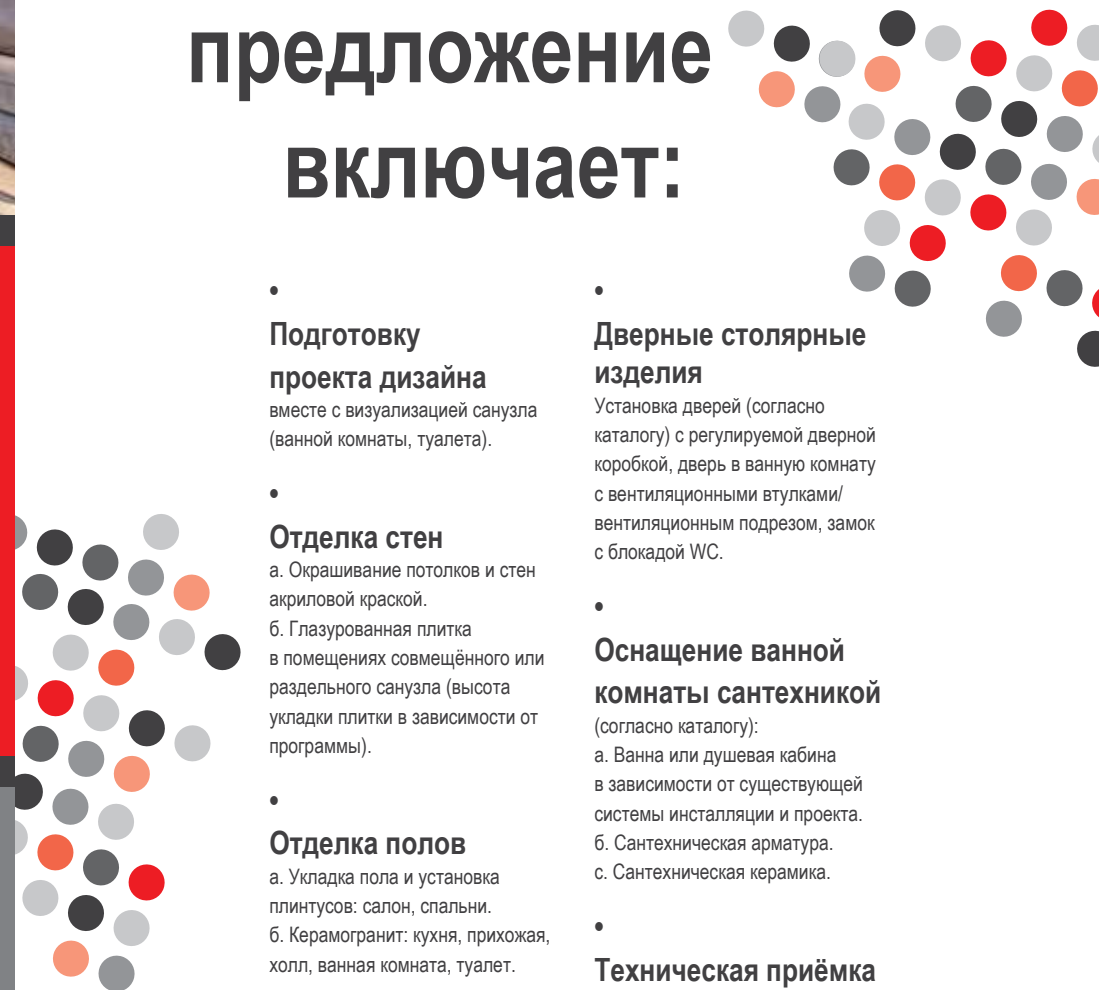 предложение
включает:
•
Подготовку
проекта дизайна
вместе с визуализацией санузла
(ванной комнаты, туалета).
•
Отделка стен
а. Окрашивание потолков и стен
акриловой краской.
б. Глазурованная плитка
в помещениях совмещённого или
раздельного санузла (высота
укладки плитки в зависимости от
программы).
•
Отделка полов
а. Укладка пола и установка
плинтусов: салон, спальни.
б. Керамогранит: кухня, прихожая,
холл, ванная комната, туалет.
•
Дверные столярные
изделия
Установка дверей (согласно
каталогу) с регулируемой дверной
коробкой, дверь в ванную комнату
с вентиляционными втулками/
вентиляционным подрезом, замок
с блокадой WC.
•
Оснащение ванной
комнаты сантехникой
(согласно каталогу):
а. Ванна или душевая кабина
в зависимости от существующей
системы инсталляции и проекта.
б. Сантехническая арматура.
с. Сантехническая керамика.
•
Техническая приёмка